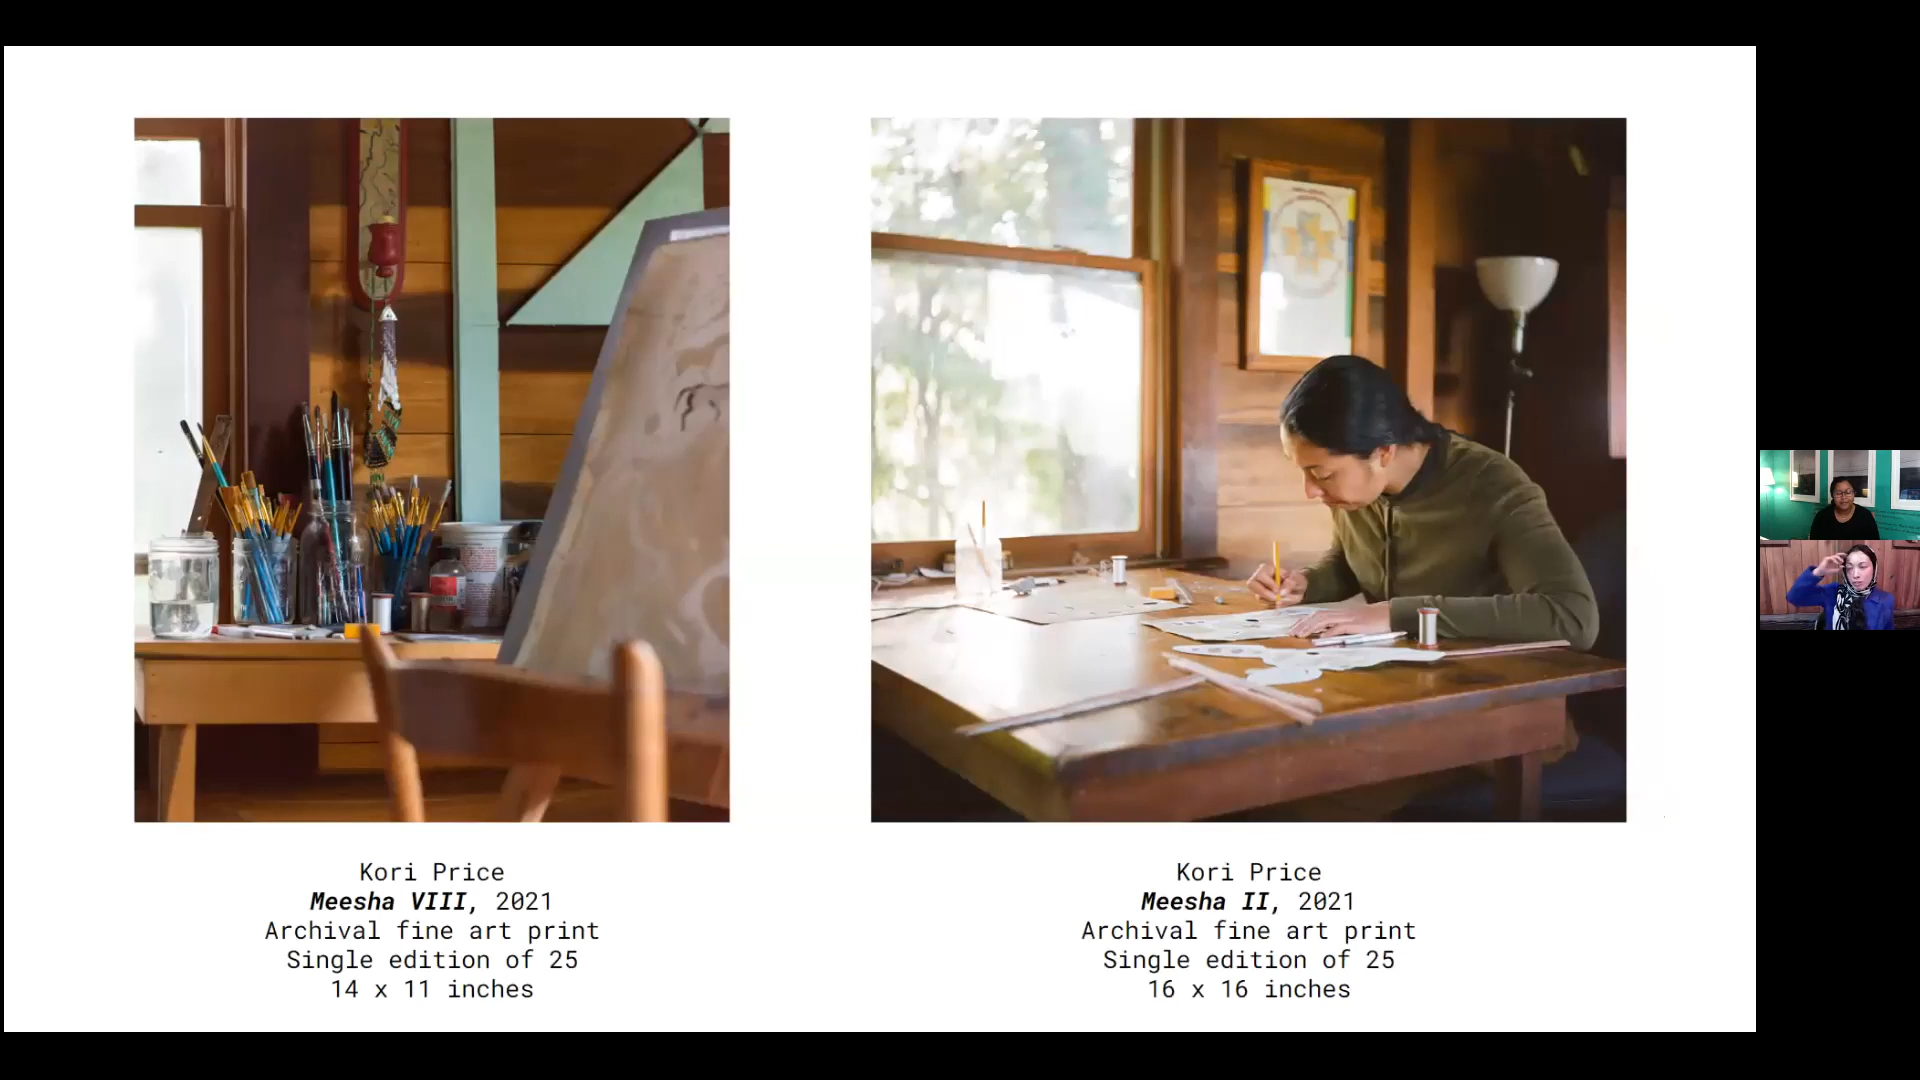 Kori Price
Meesha VIII, 2021
Archival fine art print
Single edition of 25
14 x 11 inches
Kori Price
Meesha II, 2021
Archival fine art print
Single edition of 25
16 x 16 inches